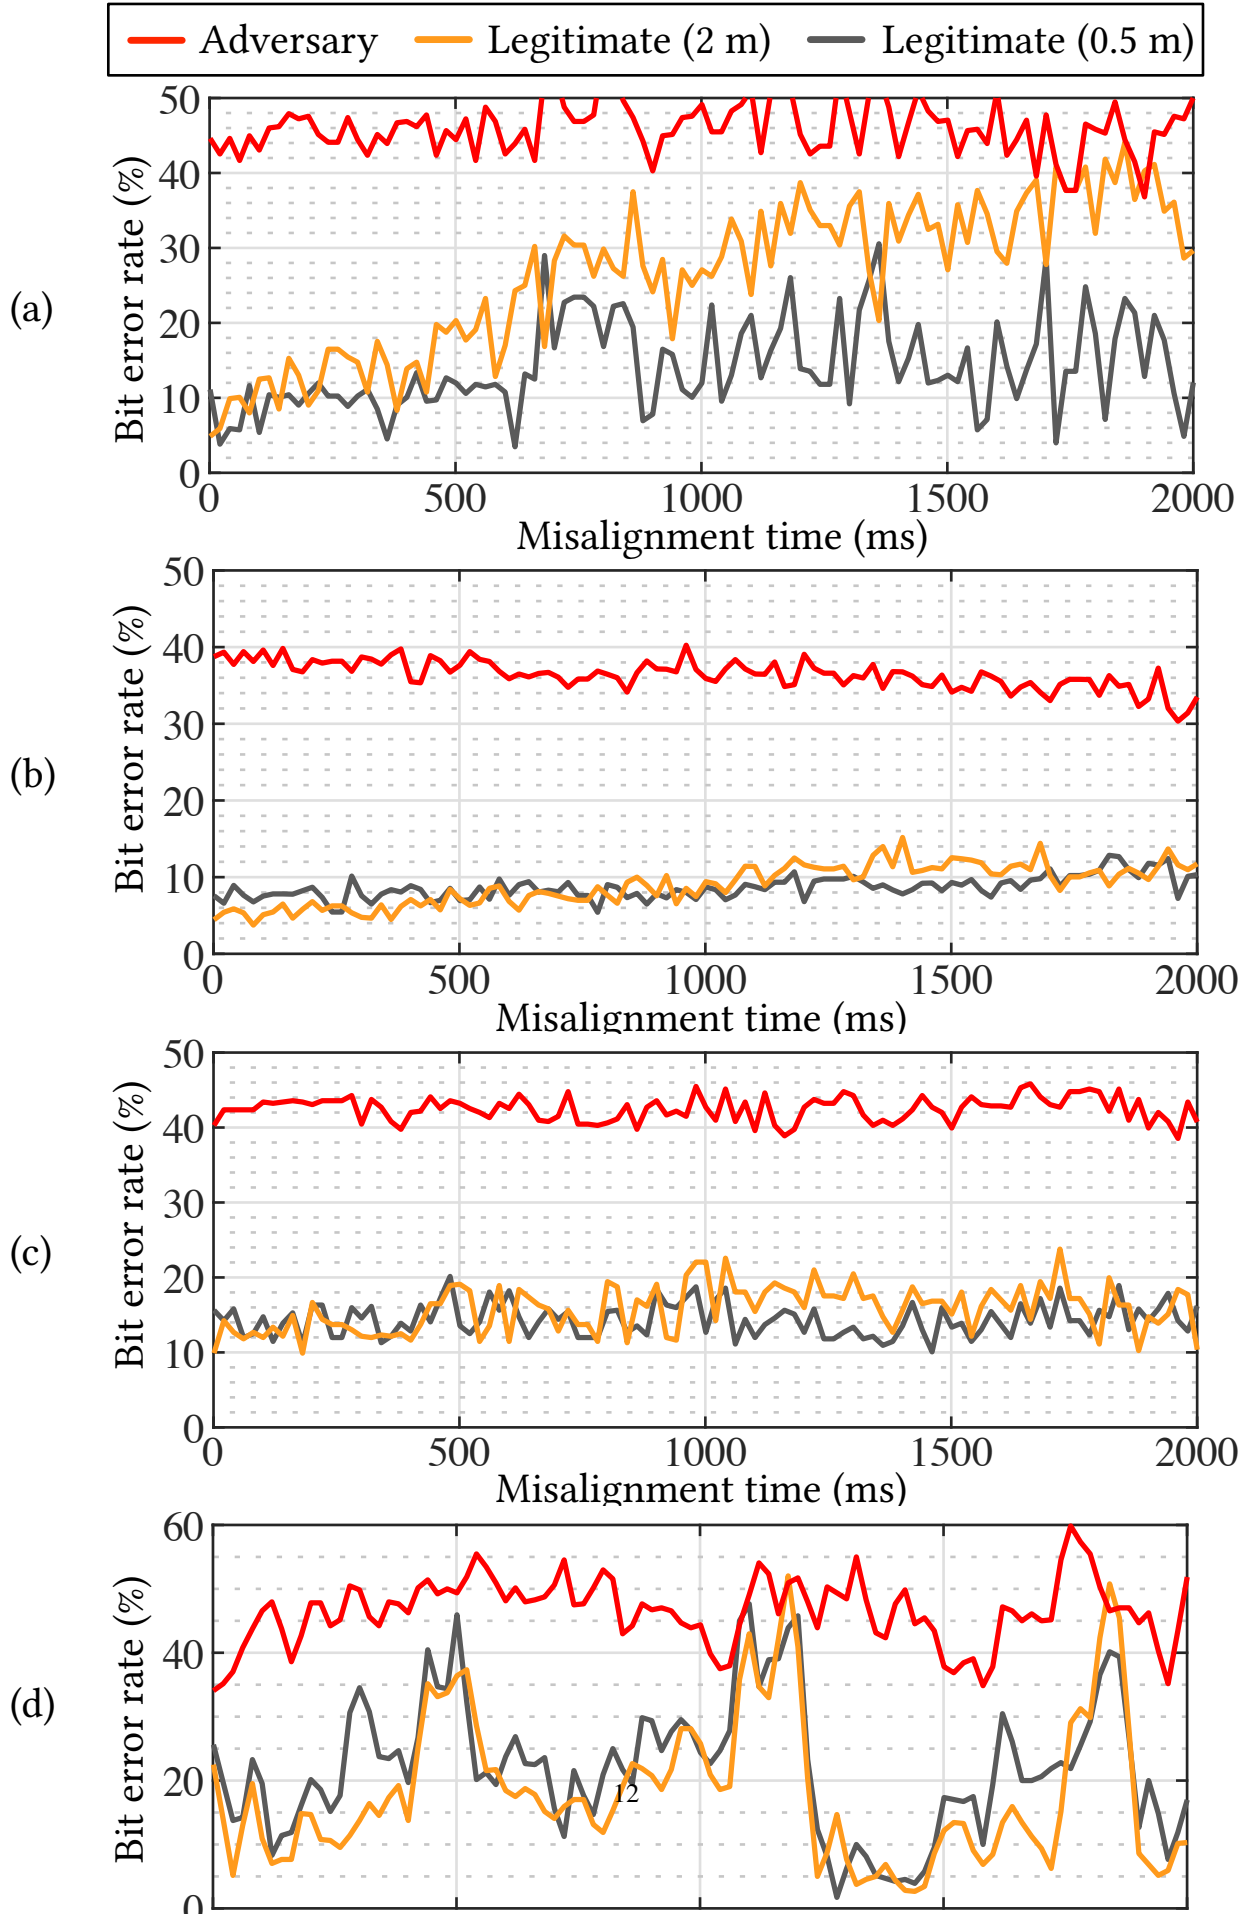 Adversary Legitimate (2 m) Legitimate (0.5 m)
(a)
Bit error rate (%)
50
40
30
20
10
0
0 500 1000 1500 2000
Misalignment time (ms)
(b)
Bit error rate (%)
50
40
30
20
10
0
0 500 1000 1500 2000
Misalignment time (ms)
(c)
Bit error rate (%)
50
40
30
20
10
0
0 500 1000 1500 2000
Misalignment time (ms)
(d)
Bit error rate (%)
60
40
20
0
12